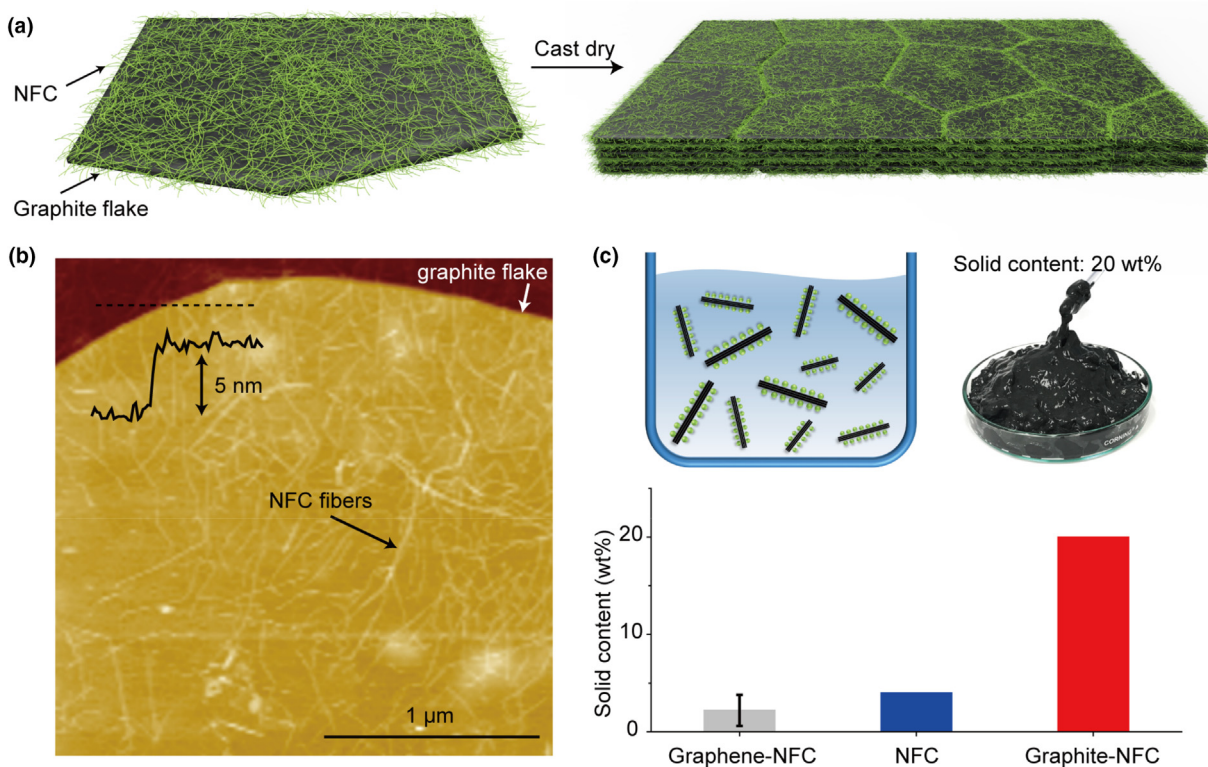 (a)
NFC
Graphite flake
Cast dry
(b)
graphite flake
5 nm
NFC fibers
1 μm
(c)
Solid content: 20 wt%
CORNING
Solid content (wt%)
20
10
0
Graphene-NFC
NFC
Graphite-NFC